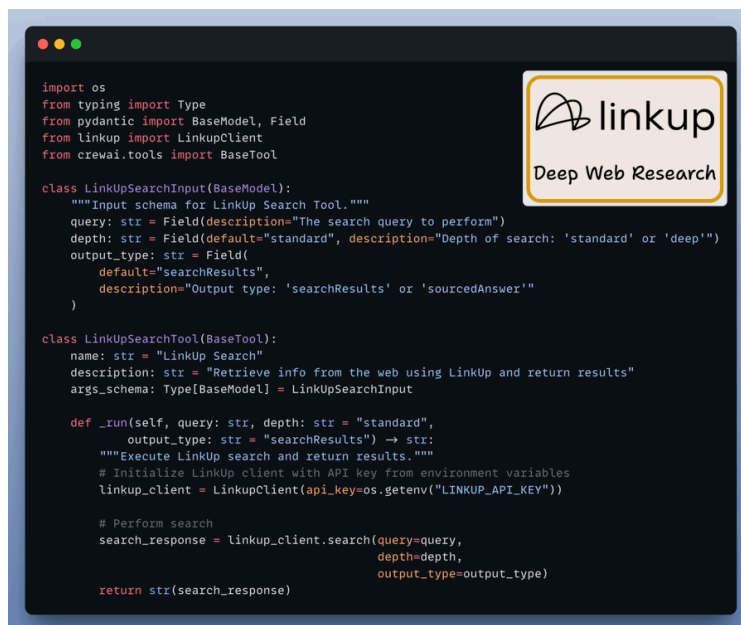 import os
from typing import Type
from pydantic import BaseModel, Field
from linkup import LinkupClient
from crewai.tools import BaseTool
linkup
Deep Web Research
class LinkUpSearchInput(BaseModel):
    """Input schema for LinkUp Search Tool."""
    query: str = Field(description="The search query to perform")
    depth: str = Field(default="standard", description="Depth of search: 'standard' or 'deep'")
    output_type: str = Field(
        default="searchResults",
        description="Output type: 'searchResults' or 'sourcedAnswer'"
    )
class LinkUpSearchTool(BaseTool):
    name: str = "LinkUp Search"
    description: str = "Retrieve info from the web using LinkUp and return results"
    args_schema: Type[BaseModel] = LinkUpSearchInput
    def _run(self, query: str, depth: str = "standard",
            output_type: str = "searchResults") → str:
        """Execute LinkUp search and return results."""
        # Initialize LinkUp client with API key from environment variables
        linkup_client = LinkupClient(api_key=os.getenv("LINKUP_API_KEY"))
        # Perform search
        search_response = linkup_client.search(query=query,
                                               depth=depth,
                                               output_type=output_type)
        return str(search_response)